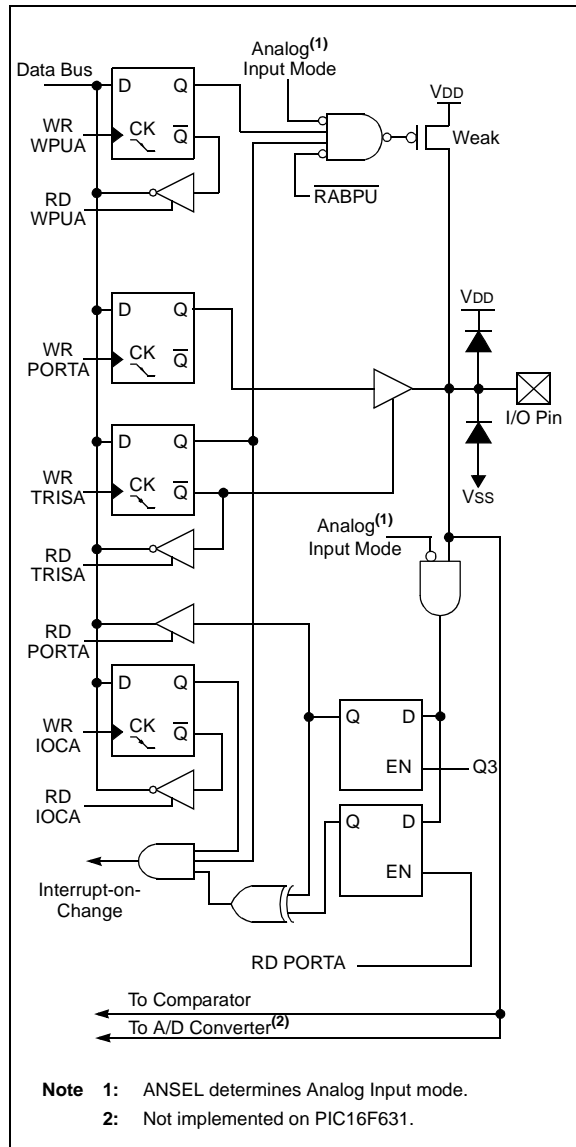 Analog(1)
Input Mode
Data Bus
D Q
VDD
WR
WPUA
CK Q
Weak
RD
WPUA
RABPU
D Q
VDD
WR
PORTA
CK Q
I/O Pin
D Q
WR
TRISA
CK Q
VSS
Analog(1)
Input Mode
RD
TRISA
RD
PORTA
D Q
Q D
WR
IOCA
CK Q
EN
Q3
RD
IOCA
Q D
EN
Interrupt-on-
Change
RD PORTA
To Comparator
To A/D Converter(2)
Note 1: ANSEL determines Analog Input mode.
2: Not implemented on PIC16F631.